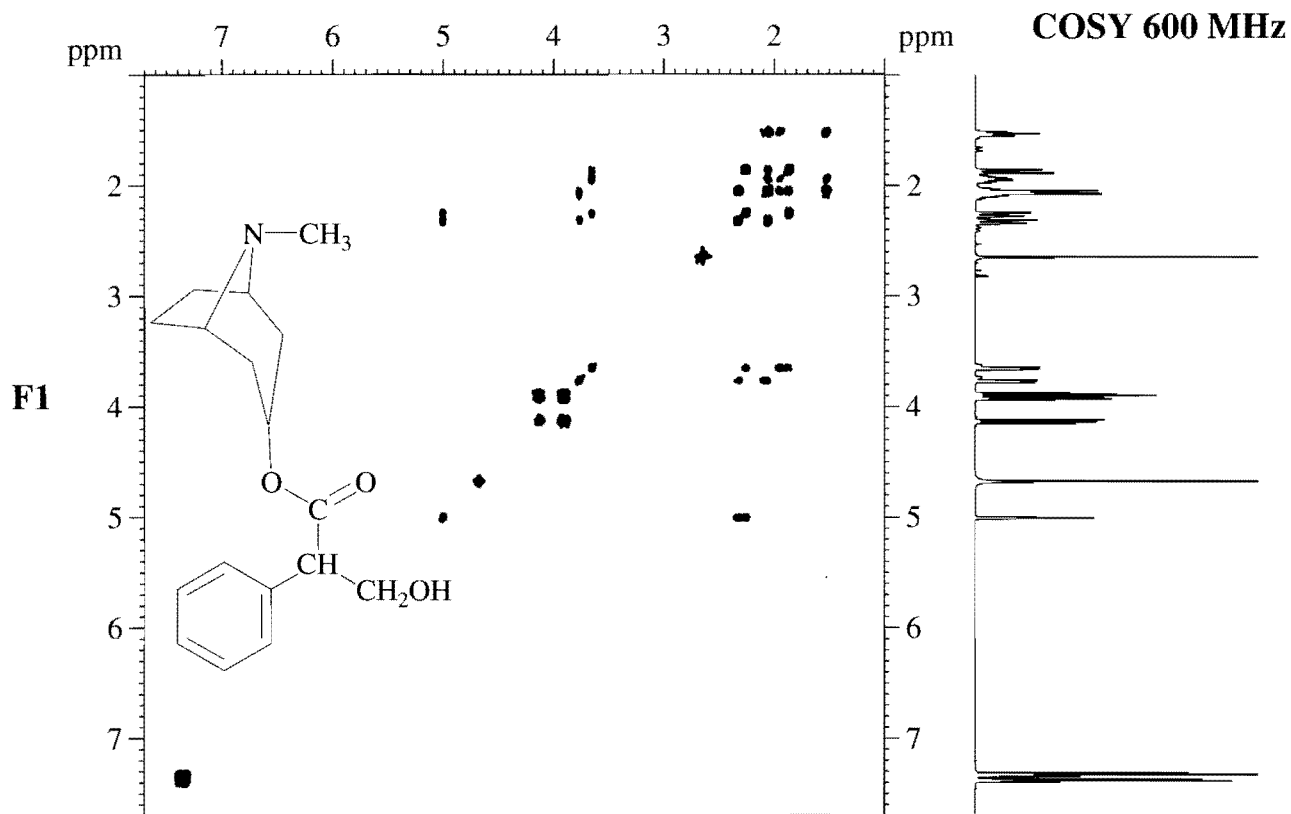 COSY 600 MHz
ppm 7 6 5 4 3 2 ppm
2 2
N CH₃
3 3
F1
4 4
O O
C
5 5
CH
CH₂OH
6 6
7 7